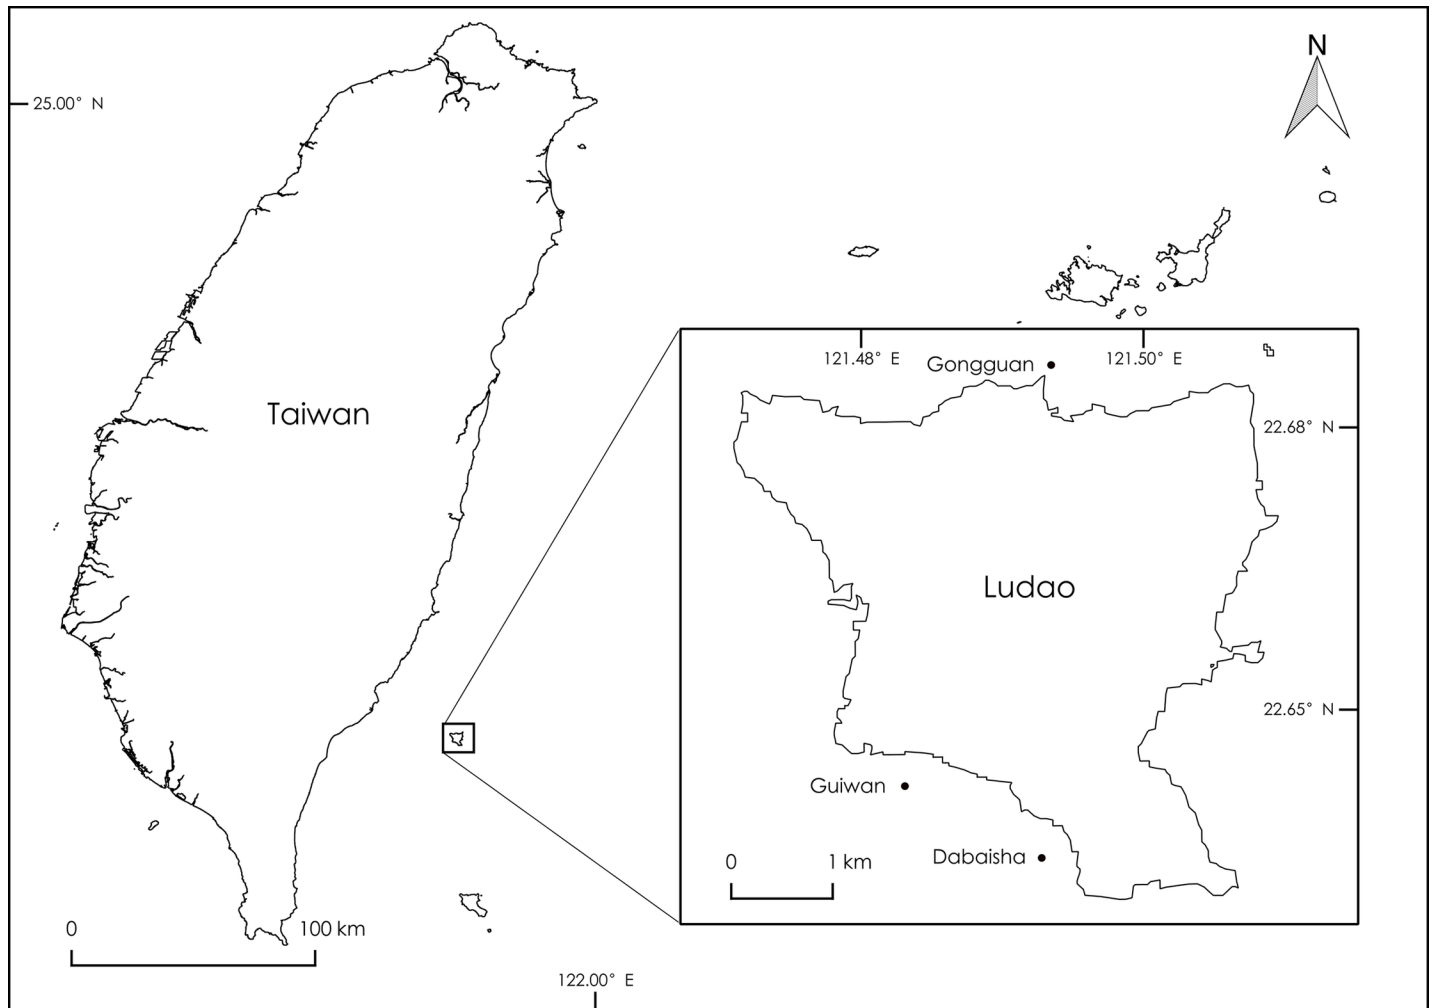 N
25.00° N
121.48° E
121.50° E
Gongguan
Taiwan
22.68° N
Ludao
22.65° N
Guiwan
Dabaisha
0
1 km
0
100 km
122.00° E